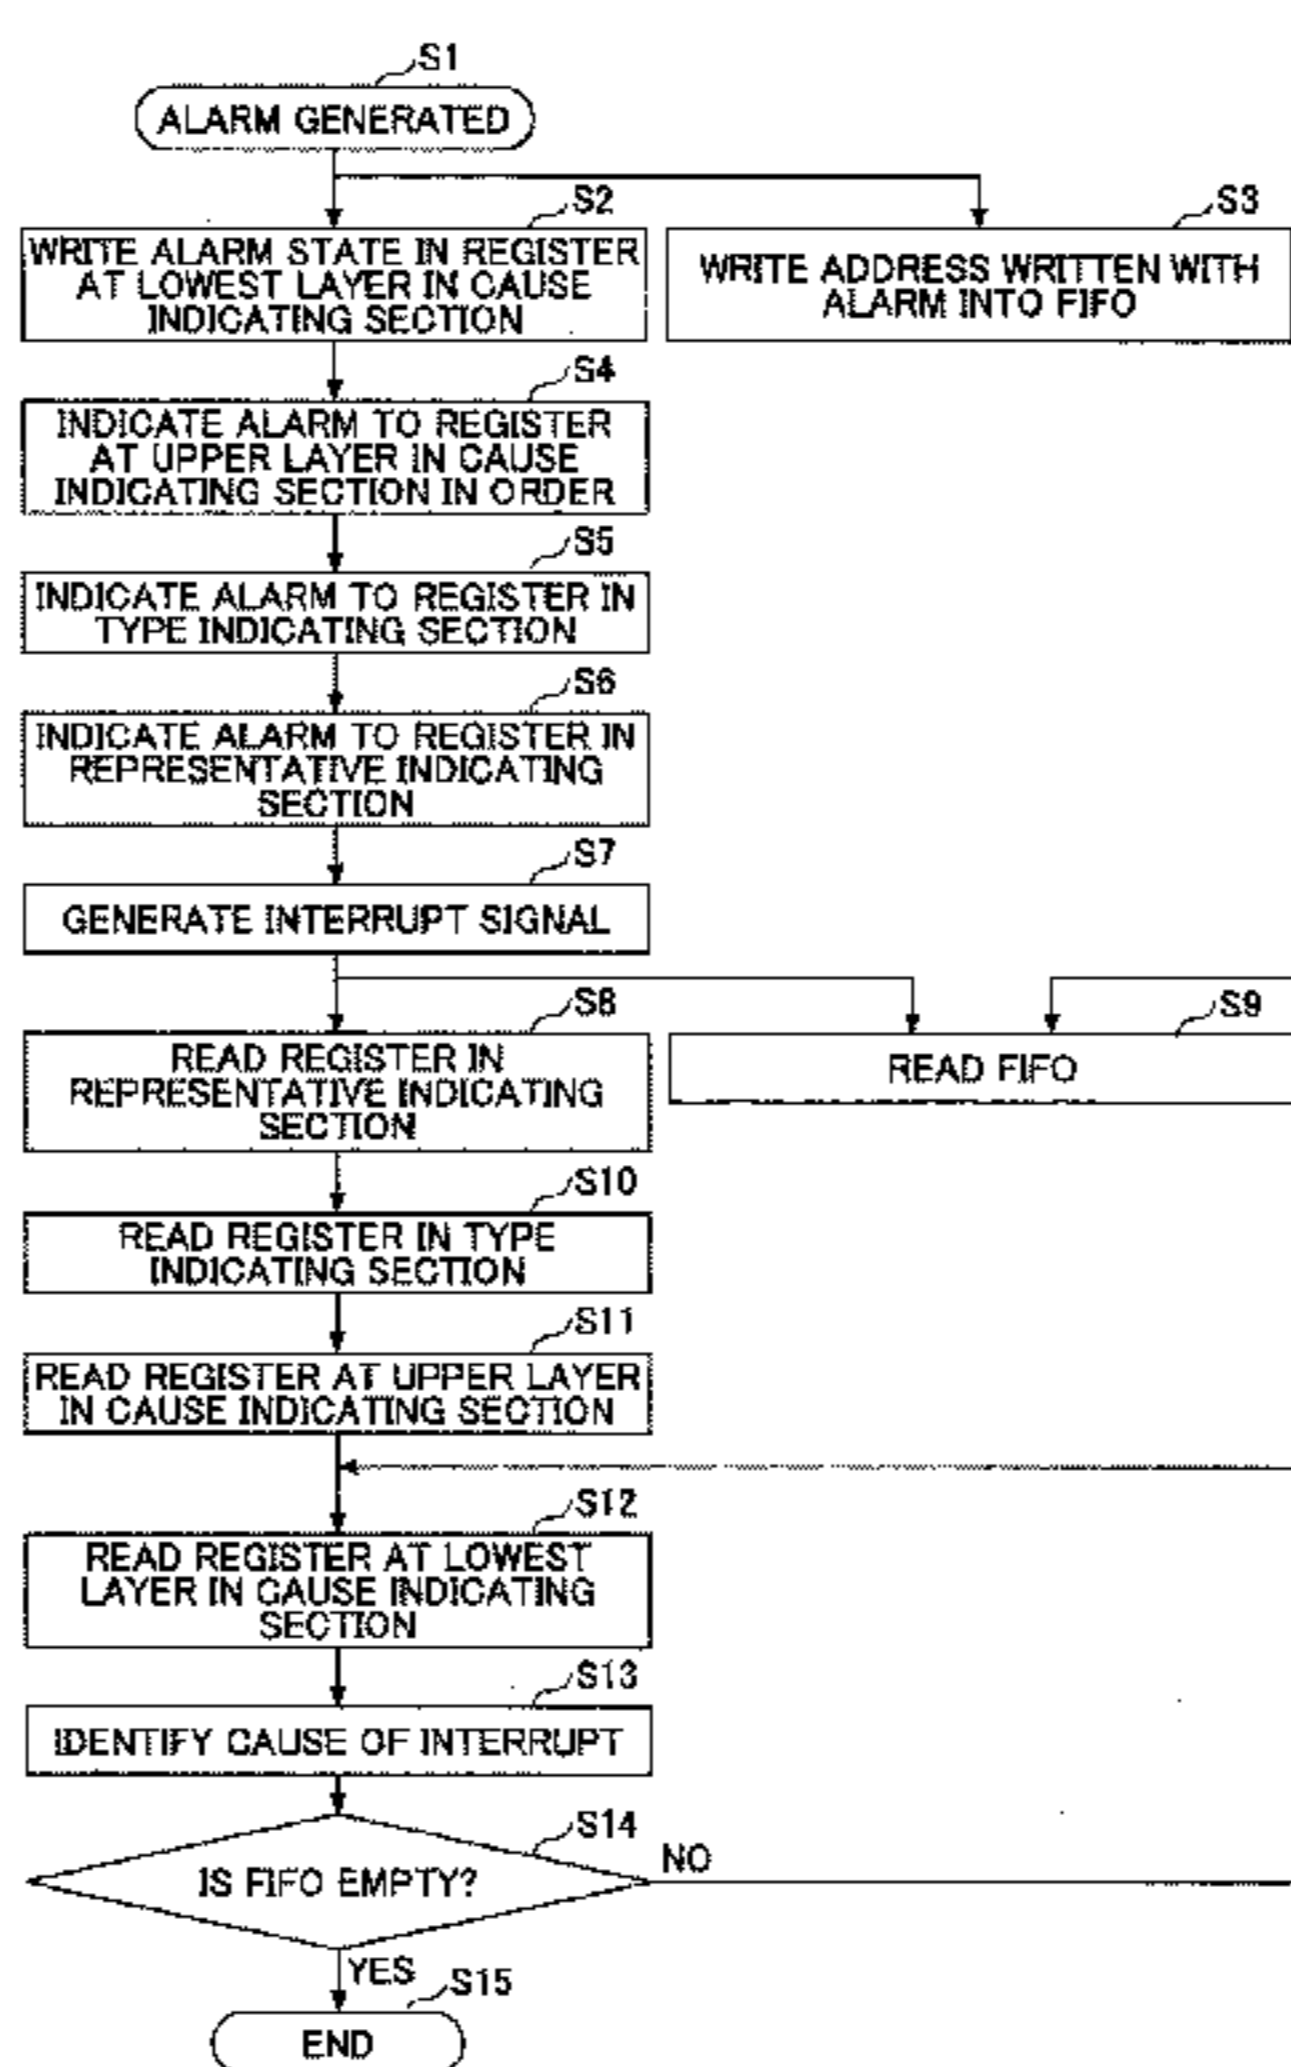 S1
ALARM GENERATED
S2
WRITE ALARM STATE IN REGISTER
AT LOWEST LAYER IN CAUSE
INDICATING SECTION
S3
WRITE ADDRESS WRITTEN WITH
ALARM INTO FIFO
S4
INDICATE ALARM TO REGISTER
AT UPPER LAYER IN CAUSE
INDICATING SECTION IN ORDER
S5
INDICATE ALARM TO REGISTER IN
TYPE INDICATING SECTION
S6
INDICATE ALARM TO REGISTER IN
REPRESENTATIVE INDICATING
SECTION
S7
GENERATE INTERRUPT SIGNAL
S8
READ REGISTER IN
REPRESENTATIVE INDICATING
SECTION
S9
READ FIFO
S10
READ REGISTER IN TYPE
INDICATING SECTION
S11
READ REGISTER AT UPPER LAYER
IN CAUSE INDICATING SECTION
S12
READ REGISTER AT LOWEST
LAYER IN CAUSE INDICATING
SECTION
S13
IDENTIFY CAUSE OF INTERRUPT
S14
IS FIFO EMPTY?
NO
YES
S15
END